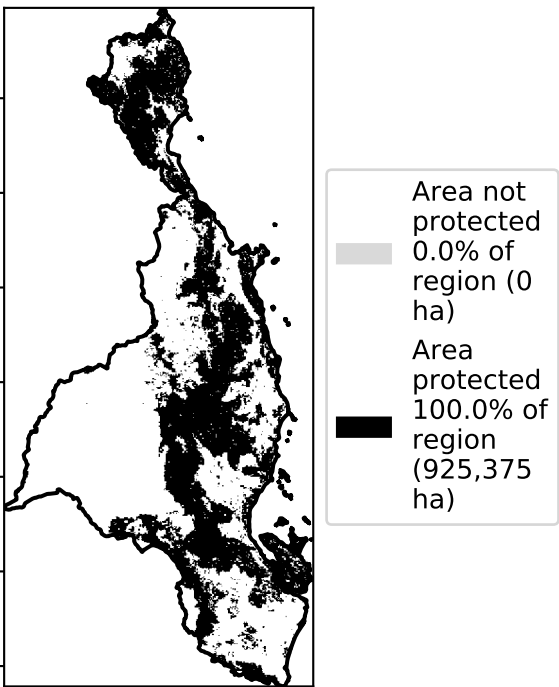 Area not
protected
0.0% of
region (0
ha)
Area
protected
100.0% of
region
(925,375
ha)